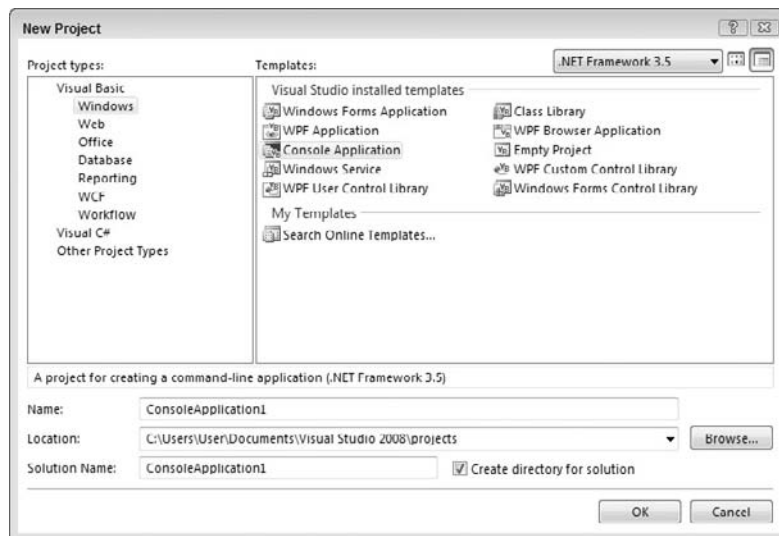 New Project
Project types:
Templates:
.NET Framework 3.5
Visual Basic
Windows
Web
Office
Database
Reporting
WCF
Workflow
Visual C#
Other Project Types
Visual Studio installed templates
Windows Forms Application
WPF Application
Console Application
Windows Service
WPF User Control Library
Class Library
WPF Browser Application
Empty Project
WPF Custom Control Library
Windows Forms Control Library
My Templates
Search Online Templates...
A project for creating a command-line application (.NET Framework 3.5)
Name: ConsoleApplication1
Location: C:\Users\User\Documents\Visual Studio 2008\projects Browse...
Solution Name: ConsoleApplication1 Create directory for solution
OK Cancel